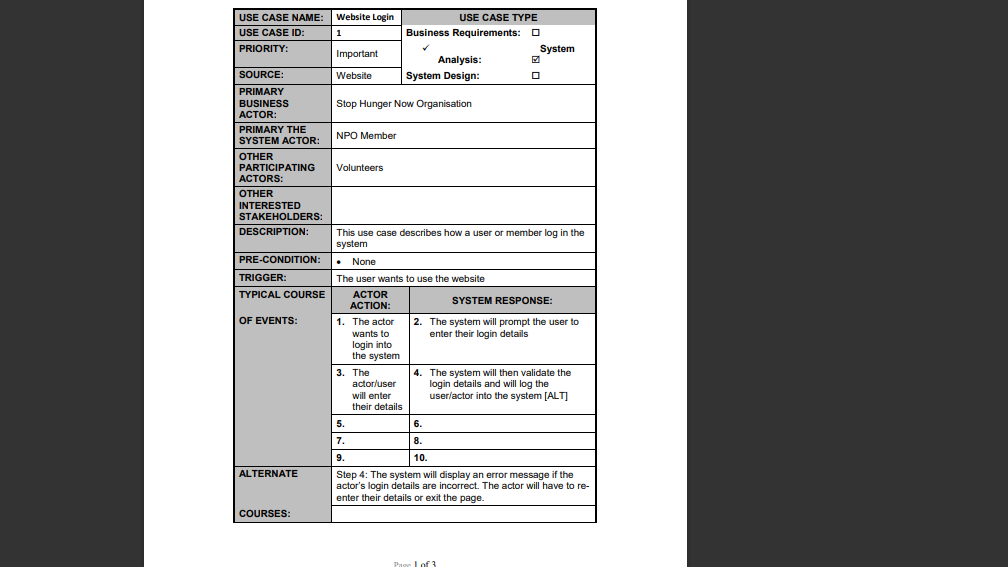 USE CASE NAME: Website Login USE CASE TYPE
USE CASE ID: 1 Business Requirements: ☐
PRIORITY: Important ✓ System
Analysis: ☑
SOURCE: Website System Design: ☐
PRIMARY
BUSINESS
ACTOR:
Stop Hunger Now Organisation
PRIMARY THE
SYSTEM ACTOR:
NPO Member
OTHER
PARTICIPATING
ACTORS:
Volunteers
OTHER
INTERESTED
STAKEHOLDERS:
DESCRIPTION: This use case describes how a user or member log in the
system
PRE-CONDITION: • None
TRIGGER: The user wants to use the website
TYPICAL COURSE
OF EVENTS:
ACTOR
ACTION:
SYSTEM RESPONSE:
1. The actor
wants to
login into
the system
2. The system will prompt the user to
enter their login details
3. The
actor/user
will enter
their details
4. The system will then validate the
login details and will log the
user/actor into the system [ALT]
5. 6.
7. 8.
9. 10.
ALTERNATE
COURSES:
Step 4: The system will display an error message if the
actor's login details are incorrect. The actor will have to re-
enter their details or exit the page.
Page 1 of 3